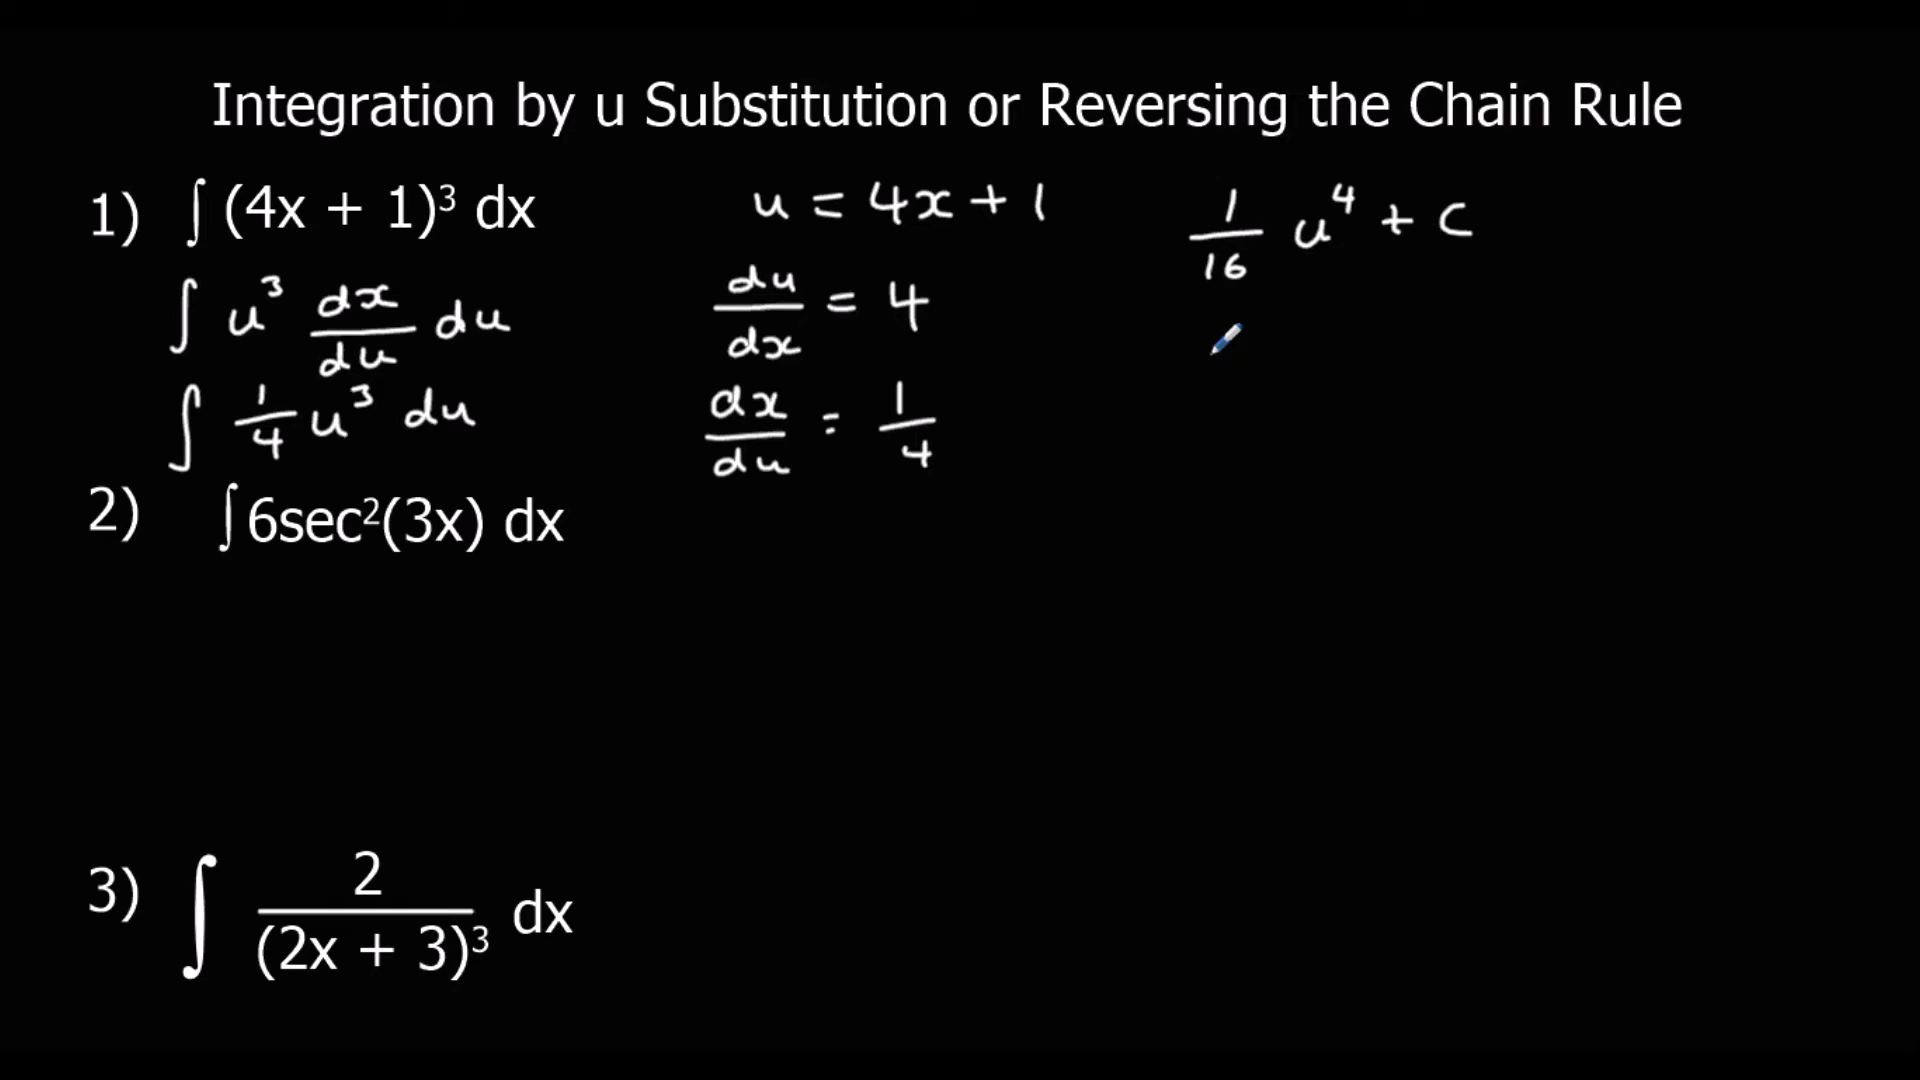 Integration by u Substitution or Reversing the Chain Rule
1) ∫ (4x + 1)³ dx
u = 4x + 1
1/16 u⁴ + c
∫ u³ dx/du du
du/dx = 4
∫ 1/4 u³ du
dx/du = 1/4
2) ∫6sec²(3x) dx
3) ∫ 2/(2x + 3)³ dx